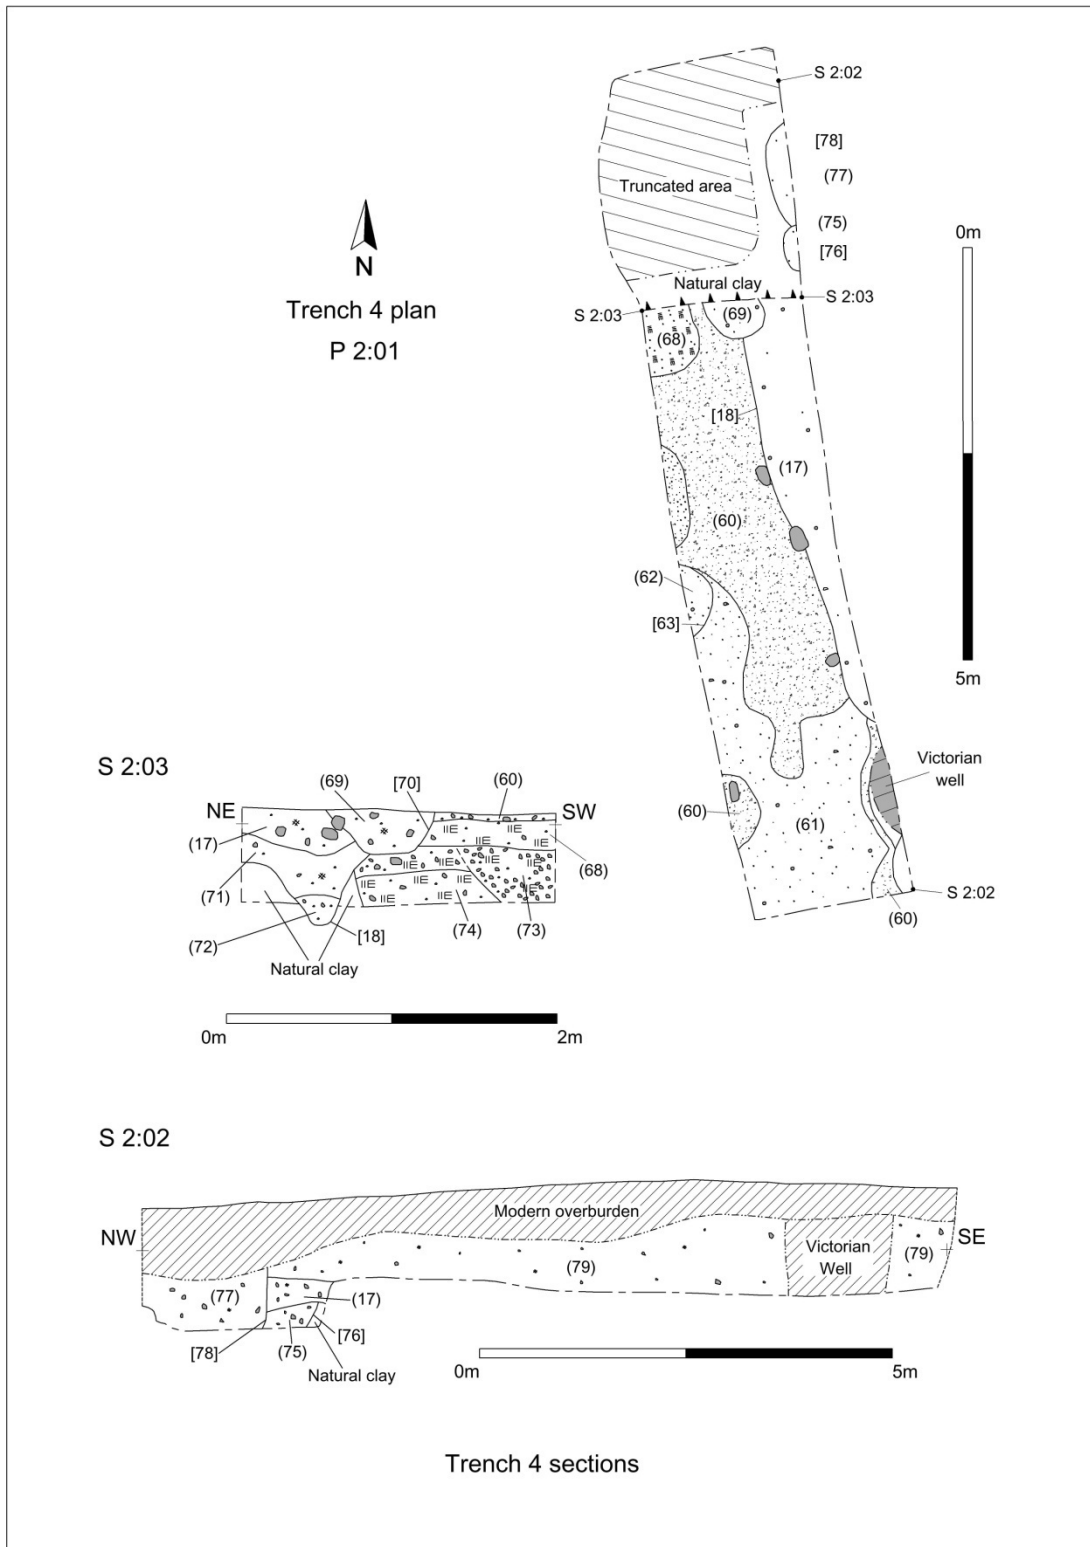 S 2:02
[78]
(77)
Truncated area
(75)
[76]
0m
N
Natural clay
S 2:03
S 2:03
Trench 4 plan
(69)
(68)
P 2:01
[18]
(17)
(60)
(62)
[63]
5m
S 2:03
Victorian
well
(69)
[70]
(60)
NE
SW
(60)
(61)
(17)
(68)
(71)
S 2:02
(60)
(72)
[18]
(74)
(73)
Natural clay
0m
2m
S 2:02
Modern overburden
NW
SE
Victorian
Well
(79)
(79)
(77)
(17)
[76]
[78]
(75)
Natural clay
0m
5m
Trench 4 sections